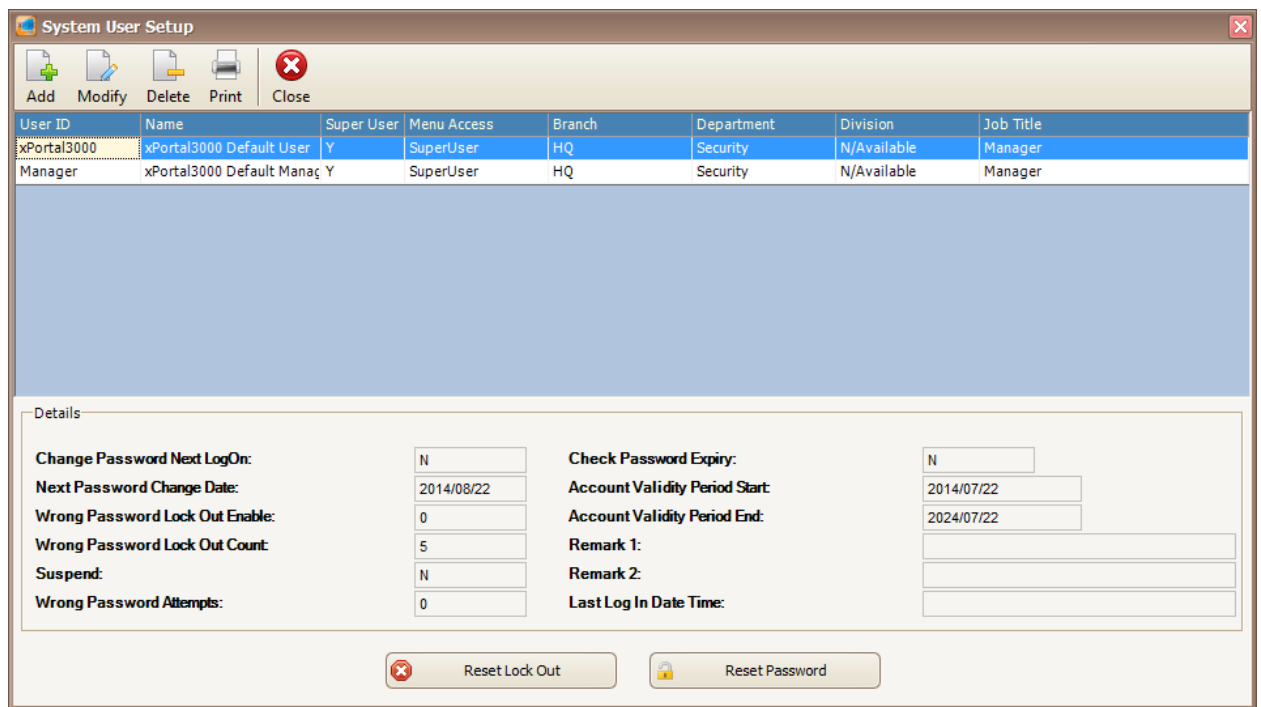 System User Setup
Add Modify Delete Print Close
User ID Name Super User Menu Access Branch Department Division Job Title
xPortal3000 xPortal3000 Default User Y SuperUser HQ Security N/Available Manager
Manager xPortal3000 Default Manag Y SuperUser HQ Security N/Available Manager
Details
Change Password Next LogOn: N Check Password Expiry: N
Next Password Change Date: 2014/08/22 Account Validity Period Start: 2014/07/22
Wrong Password Lock Out Enable: 0 Account Validity Period End: 2024/07/22
Wrong Password Lock Out Count: 5 Remark 1:
Suspend: N Remark 2:
Wrong Password Attempts: 0 Last Log In Date Time:
Reset Lock Out Reset Password